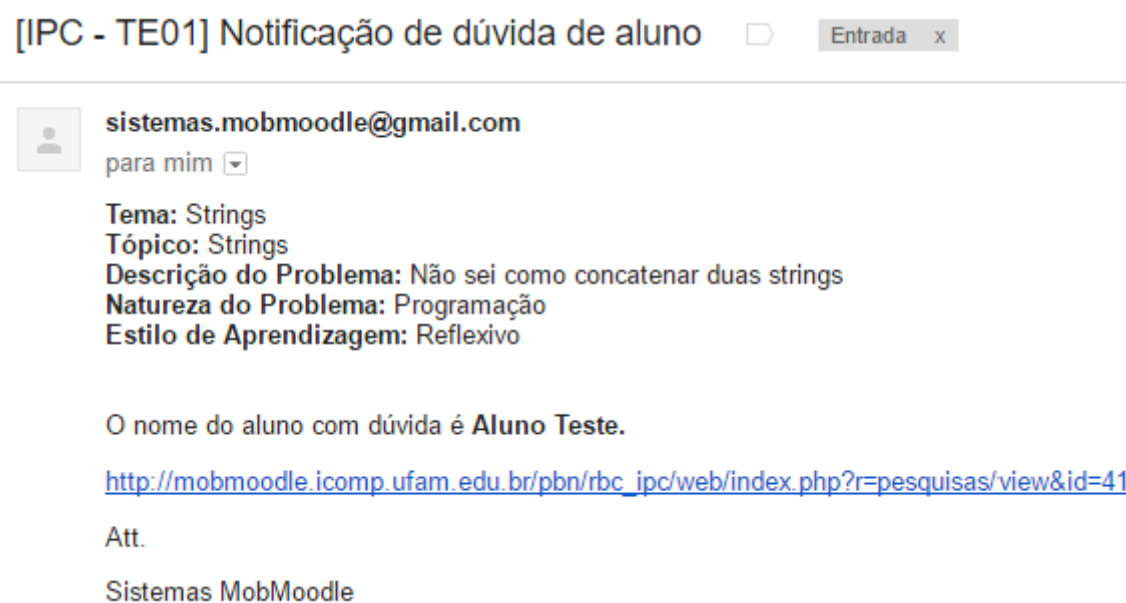 [IPC - TE01] Notificação de dúvida de aluno Entrada x
sistemas.mobmoodle@gmail.com
para mim
Tema: Strings
Tópico: Strings
Descrição do Problema: Não sei como concatenar duas strings
Natureza do Problema: Programação
Estilo de Aprendizagem: Reflexivo
O nome do aluno com dúvida é Aluno Teste.
http://mobmoodle.icomp.ufam.edu.br/pbn/rbc_ipc/web/index.php?r=pesquisas/view&id=41
Att.
Sistemas MobMoodle